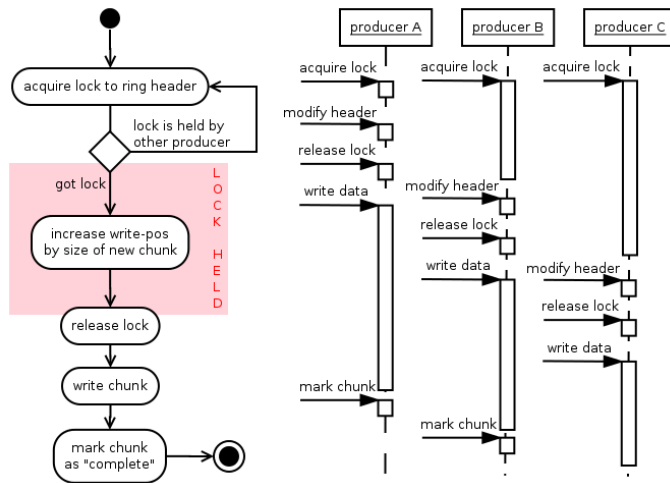 acquire lock to ring header
lock is held by
other producer
got lock
LOCK HELD
increase write-pos
by size of new chunk
release lock
write chunk
mark chunk
as "complete"
producer A
acquire lock
modify header
release lock
write data
mark chunk
producer B
acquire lock
modify header
release lock
write data
mark chunk
producer C
acquire lock
modify header
release lock
write data